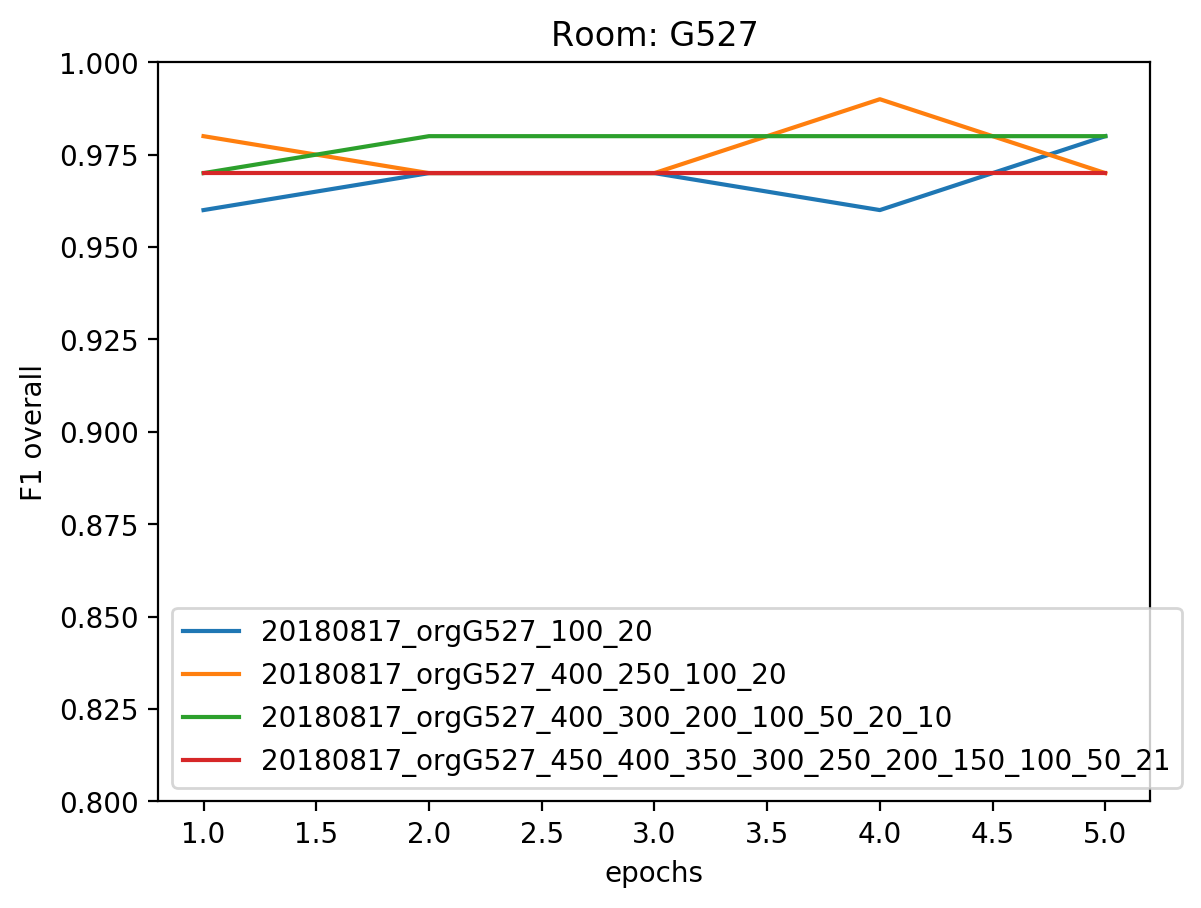 Room: G527
1.000
0.975
0.950
0.925
0.900
0.875
0.850
0.825
0.800
F1 overall
20180817_orgG527_100_20
20180817_orgG527_400_250_100_20
20180817_orgG527_400_300_200_100_50_20_10
20180817_orgG527_450_400_350_300_250_200_150_100_50_21
1.0 1.5 2.0 2.5 3.0 3.5 4.0 4.5 5.0
epochs